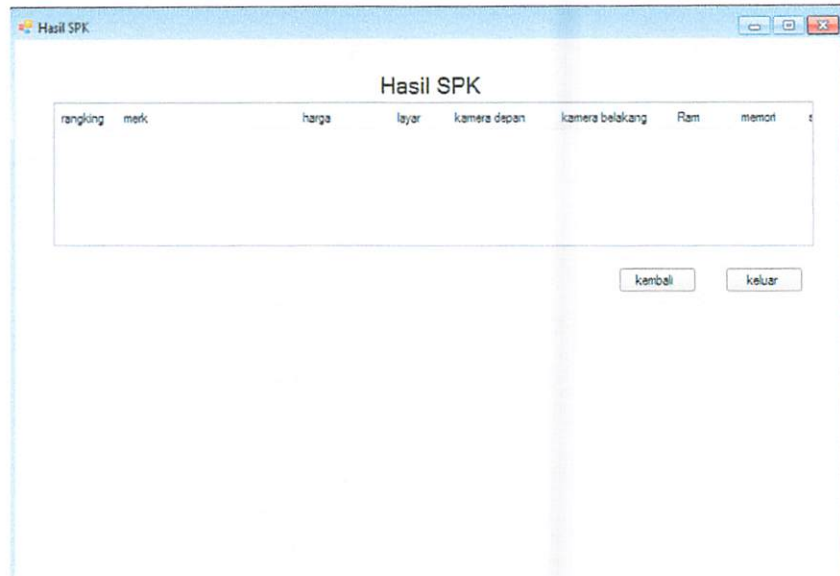 Hasil SPK
Hasil SPK
rangking merk harga layar kamera depan kamera belakang Ram memori
kembali keluar